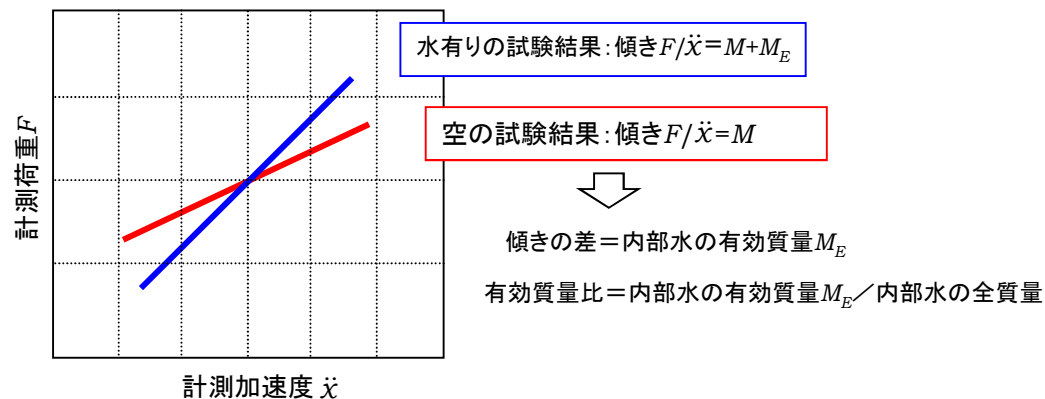 水有りの試験結果：傾きF/ẍ＝M+M_E
空の試験結果：傾きF/ẍ=M
傾きの差＝内部水の有効質量M_E
有効質量比＝内部水の有効質量M_E／内部水の全質量
計測荷重F
計測加速度 ẍ